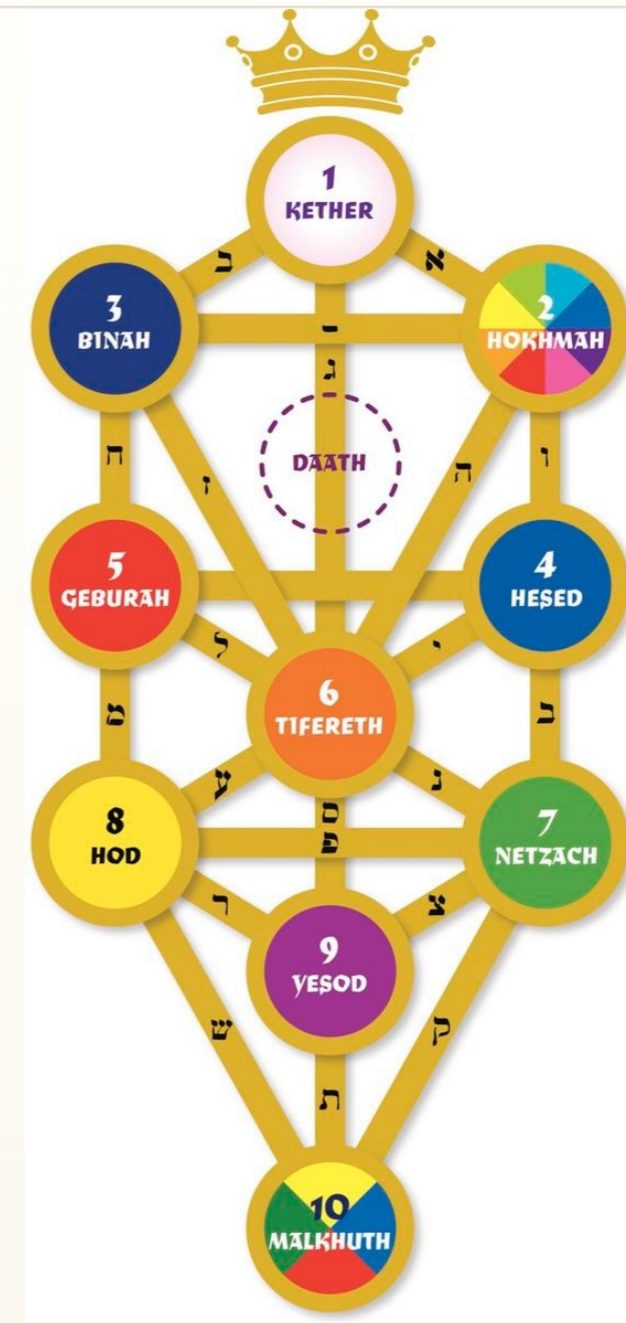 1
KETHER
ב
א
3
BINAH
2
HOKHMAH
ג
DAATH
ח
ז
ה
ו
5
GEBURAH
4
HESED
ל
י
6
TIFERETH
מ
ע
נ
ס
פ
8
HOD
7
NETZACH
ר
צ
9
YESOD
ש
ק
ת
10
MALKHUTH